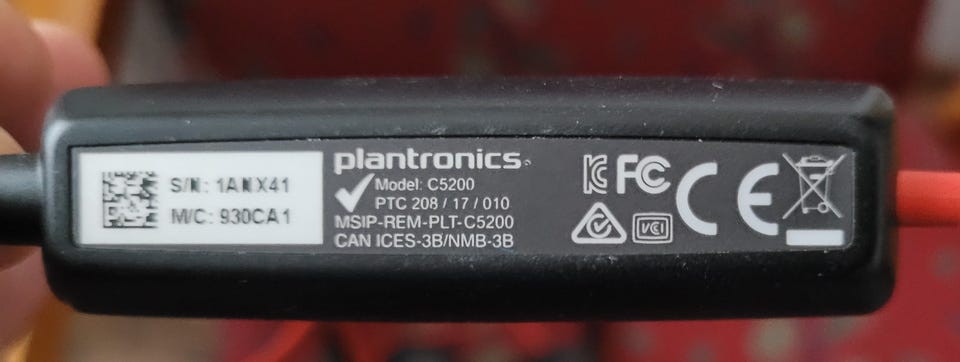 S/N: 1ANX41
M/C: 930CA1
plantronics
Model: C5200
PTC 208 / 17 / 010
MSIP-REM-PLT-C5200
CAN ICES-3B/NMB-3B
FC
CE
VCI